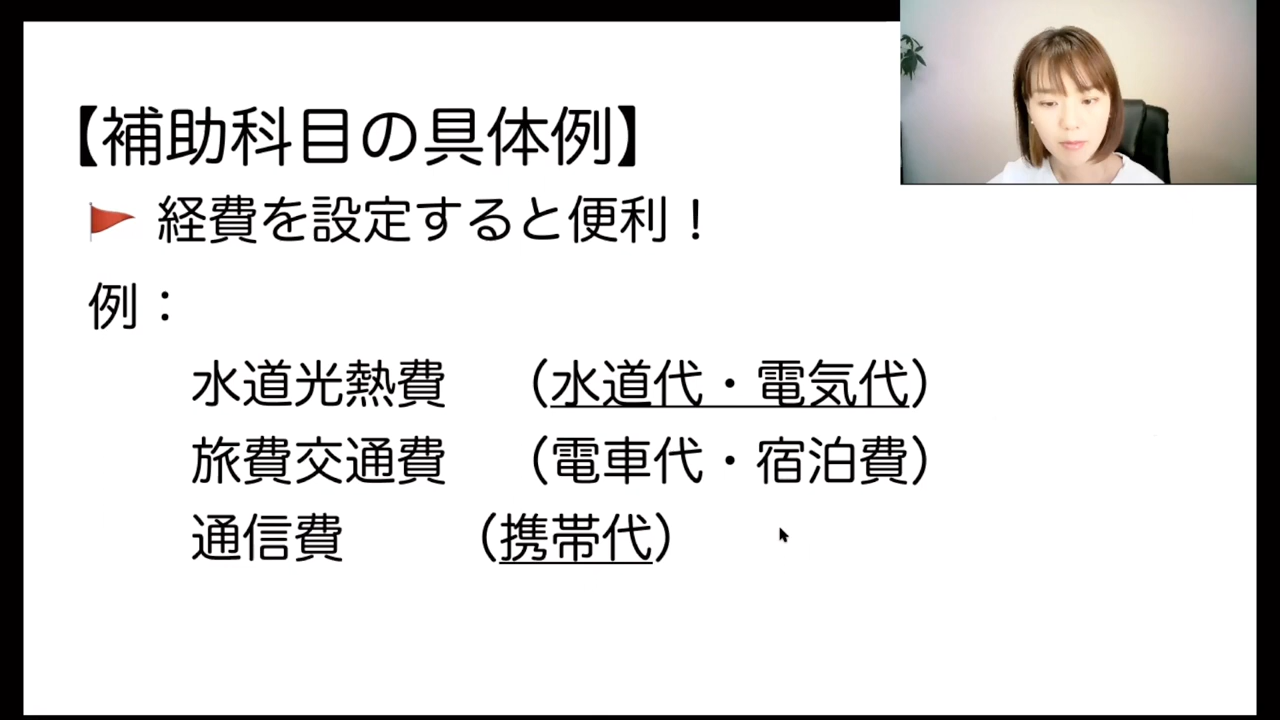 【補助科目の具体例】
🚩 経費を設定すると便利！
例：
水道光熱費　（水道代・電気代）
旅費交通費　（電車代・宿泊費）
通信費　　（携帯代）